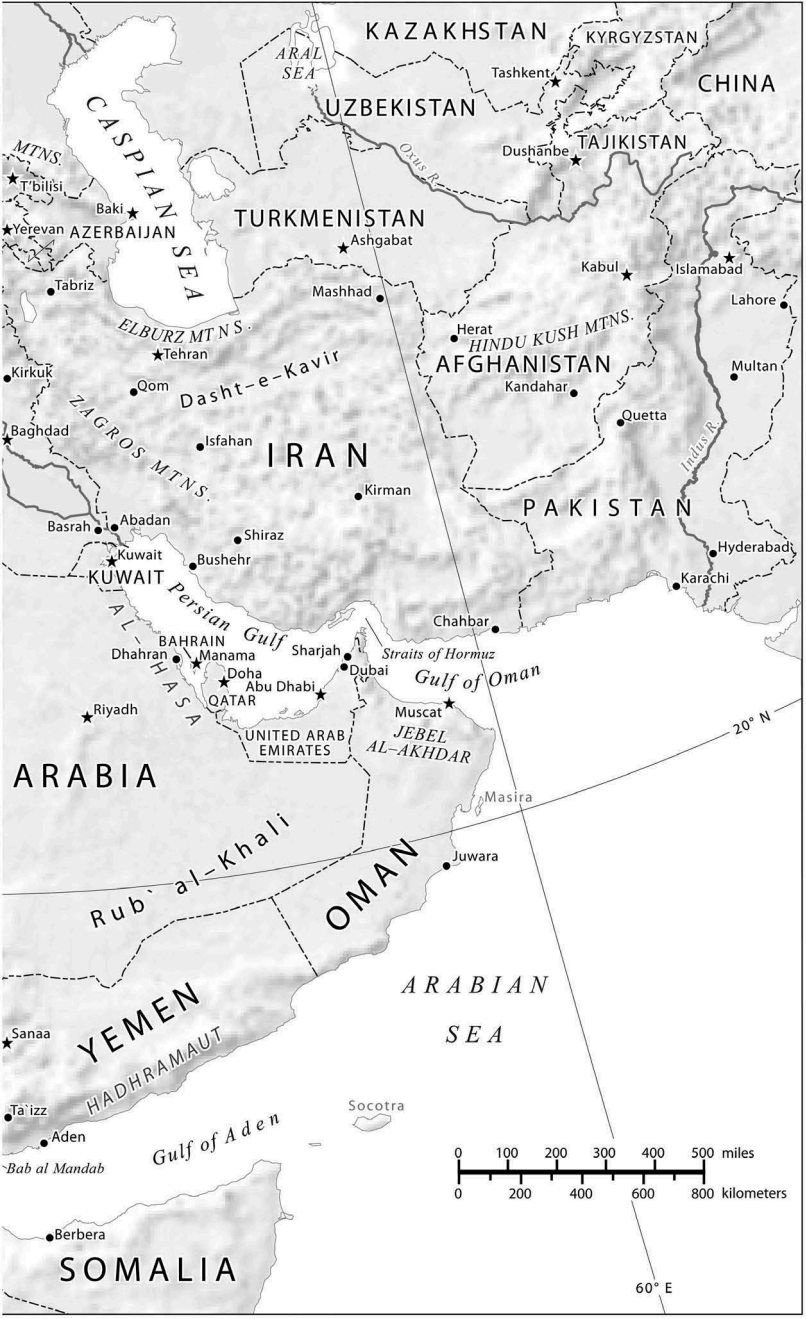 KAZAKHSTAN
KYRGYZSTAN
ARAL
SEA
Tashkent
CHINA
CASPIAN SEA
UZBEKISTAN
Oxus R.
TAJIKISTAN
Dushanbe
MTNS.
T'bilisi
Baki
TURKMENISTAN
Yerevan
AZERBAIJAN
Ashgabat
Kabul
Islamabad
Tabriz
Mashhad
Lahore
ELBURZ MTNS.
Herat
HINDU KUSH MTNS.
Tehran
AFGHANISTAN
Kirkuk
Qom
Dasht-e-Kavir
Kandahar
Multan
Quetta
Baghdad
ZAGROS MTNS.
Isfahan
IRAN
Indus R.
Kirman
PAKISTAN
Basrah
Abadan
Shiraz
Kuwait
Bushehr
Hyderabad
KUWAIT
Karachi
AL-HASA
Persian Gulf
Chahbar
BAHRAIN
Manama
Sharjah
Straits of Hormuz
Dhahran
Doha
Dubai
Gulf of Oman
Abu Dhabi
QATAR
Riyadh
Muscat
UNITED ARAB
EMIRATES
JEBEL
AL-AKHDAR
20° N
ARABIA
Masira
Rub` al-Khali
OMAN
Juwara
ARABIAN
SEA
YEMEN
Sanaa
HADHRAMAUT
Socotra
Ta`izz
Aden
Gulf of Aden
Bab al Mandab
0 100 200 300 400 500 miles
0 200 400 600 800 kilometers
Berbera
SOMALIA
60° E